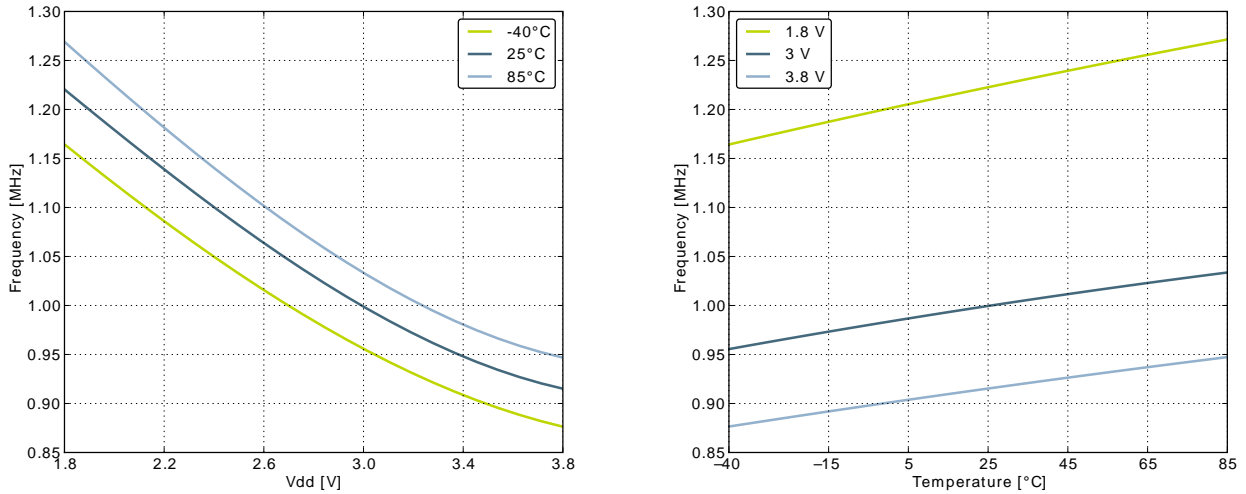 1.30
1.25
1.20
1.15
1.10
1.05
1.00
0.95
0.90
0.85
Frequency [MHz]
1.8 2.2 2.6 3.0 3.4 3.8
Vdd [V]
-40°C
25°C
85°C
1.30
1.25
1.20
1.15
1.10
1.05
1.00
0.95
0.90
0.85
Frequency [MHz]
–40 –15 5 25 45 65 85
Temperature [°C]
1.8 V
3 V
3.8 V